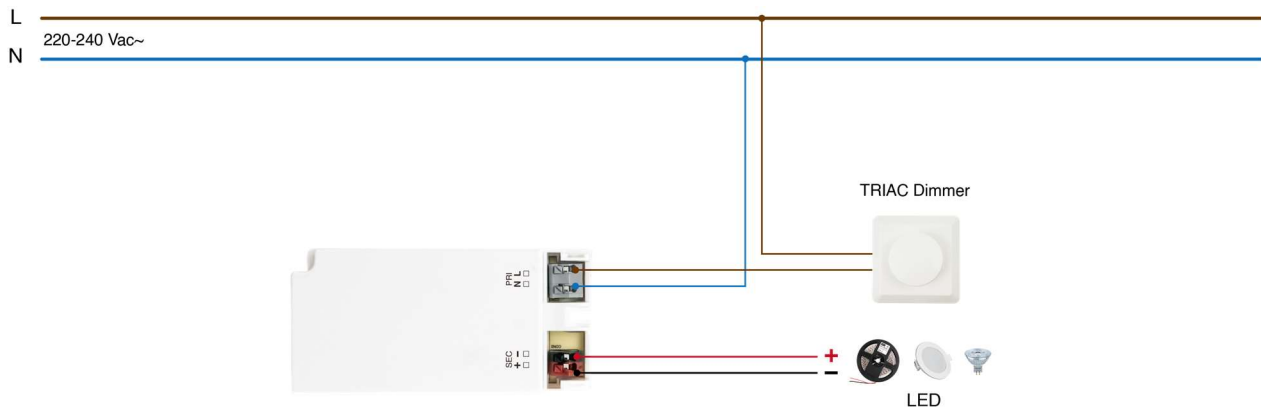 L
220-240 Vac~
N
TRIAC Dimmer
PRI
L
N
SEC
−
+
+
−
LED